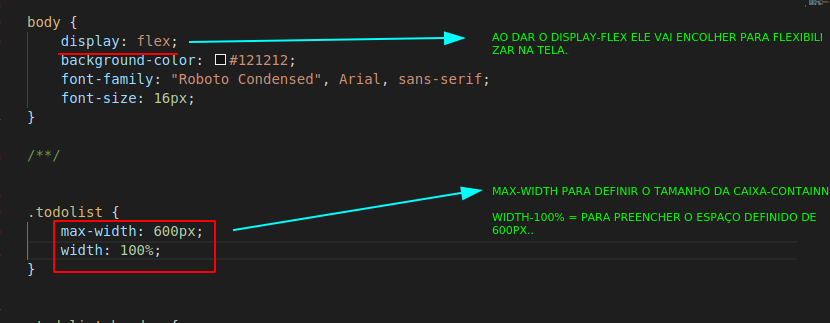 body {
display: flex;
AO DAR O DISPLAY-FLEX ELE VAI ENCOLHER PARA FLEXIBILI
ZAR NA TELA.
background-color: #121212;
font-family: "Roboto Condensed", Arial, sans-serif;
font-size: 16px;
}
/**/
.todolist {
max-width: 600px;
width: 100%;
}
MAX-WIDTH PARA DEFINIR O TAMANHO DA CAIXA-CONTAINN
WIDTH-100% = PARA PREENCHER O ESPAÇO DEFINIDO DE
600PX..